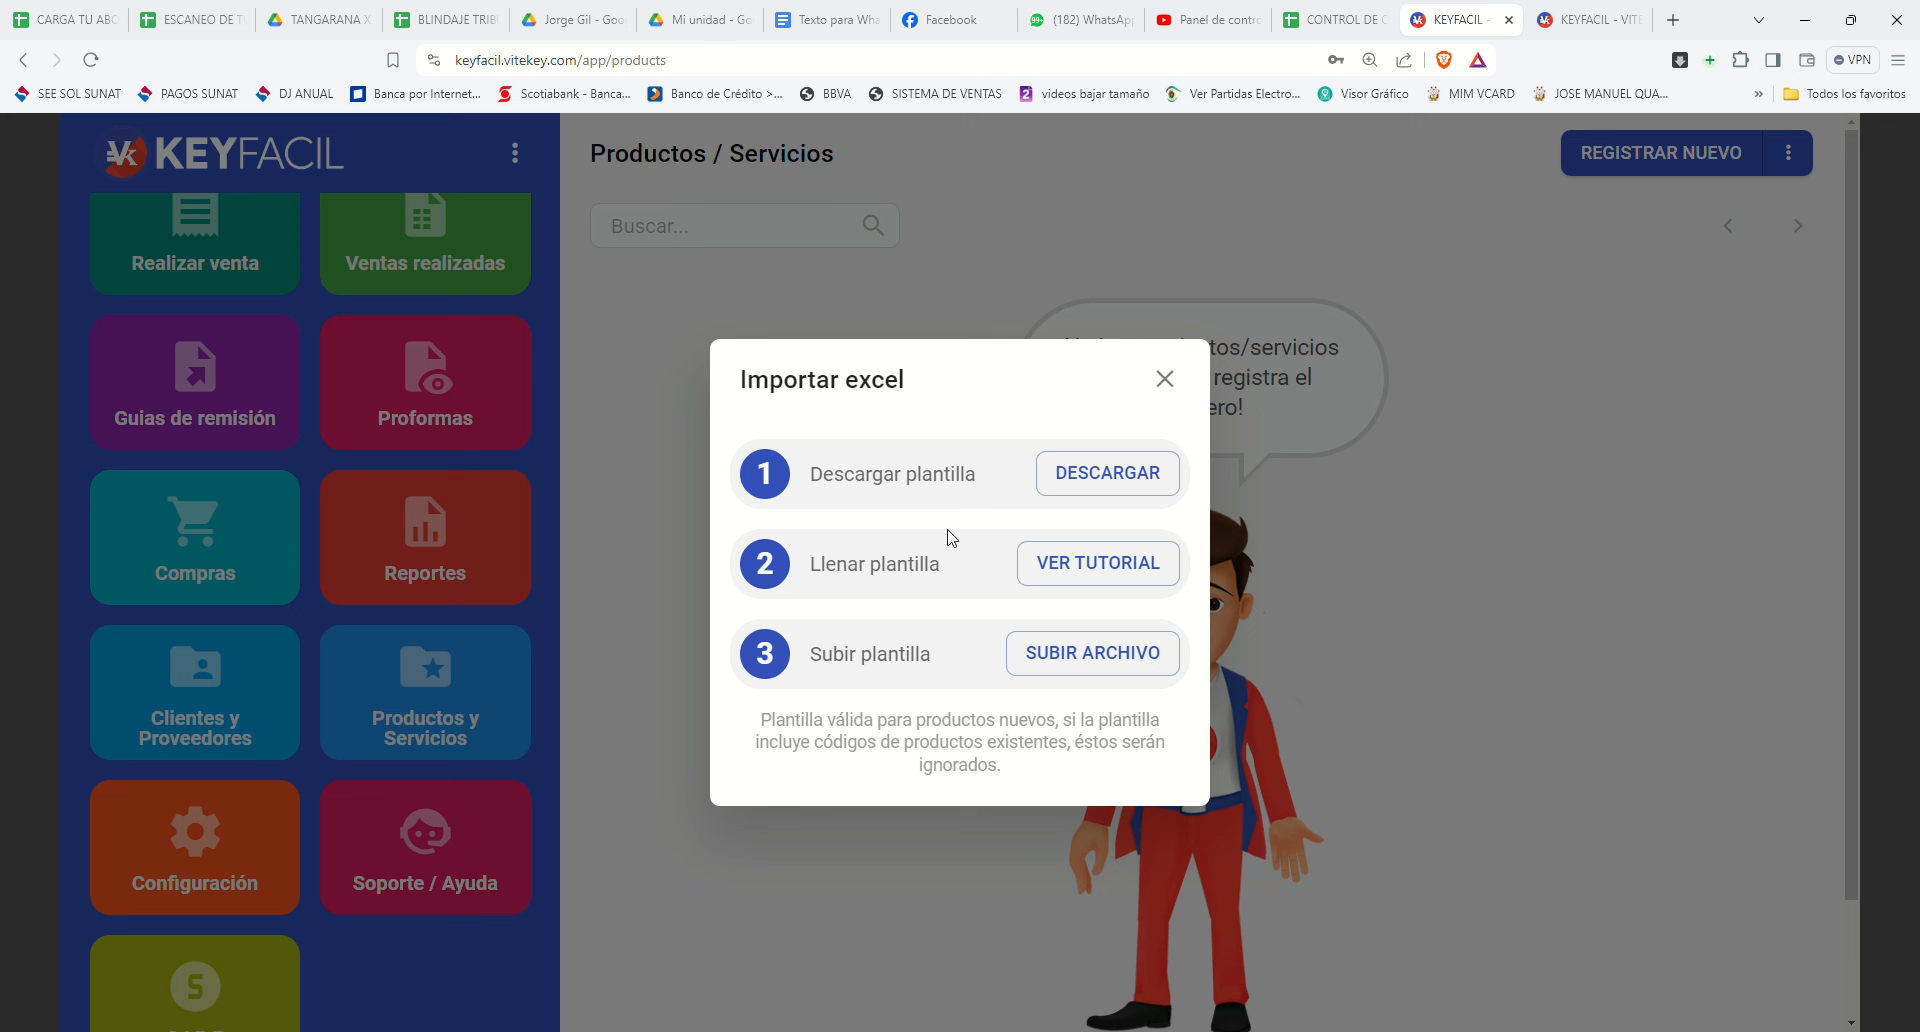 CARGA TU ABC
ESCANEO DE TI
TANGARANA X
BLINDAJE TRIBU
Jorge Gil - Goo
Mi unidad - Go
Texto para Wha
Facebook
99+
(182) WhatsApp
Panel de contro
CONTROL DE C
KEYFACIL -
KEYFACIL - VITE
keyfacil.vitekey.com/app/products
VPN
SEE SOL SUNAT
PAGOS SUNAT
DJ ANUAL
Banca por Internet...
Scotiabank - Banca...
Banco de Crédito >...
BBVA
SISTEMA DE VENTAS
videos bajar tamaño
Ver Partidas Electro...
Visor Gráfico
MIM VCARD
JOSE MANUEL QUA...
»
Todos los favoritos
VK KEYFACIL
Productos / Servicios
REGISTRAR NUEVO
Buscar...
Realizar venta
Ventas realizadas
Guias de remisión
Proformas
Compras
Reportes
Clientes y
Proveedores
Productos y
Servicios
Configuración
Soporte / Ayuda
S
tos/servicios
registra el
ero!
Importar excel
1 Descargar plantilla DESCARGAR
2 Llenar plantilla VER TUTORIAL
3 Subir plantilla SUBIR ARCHIVO
Plantilla válida para productos nuevos, si la plantilla
incluye códigos de productos existentes, éstos serán
ignorados.